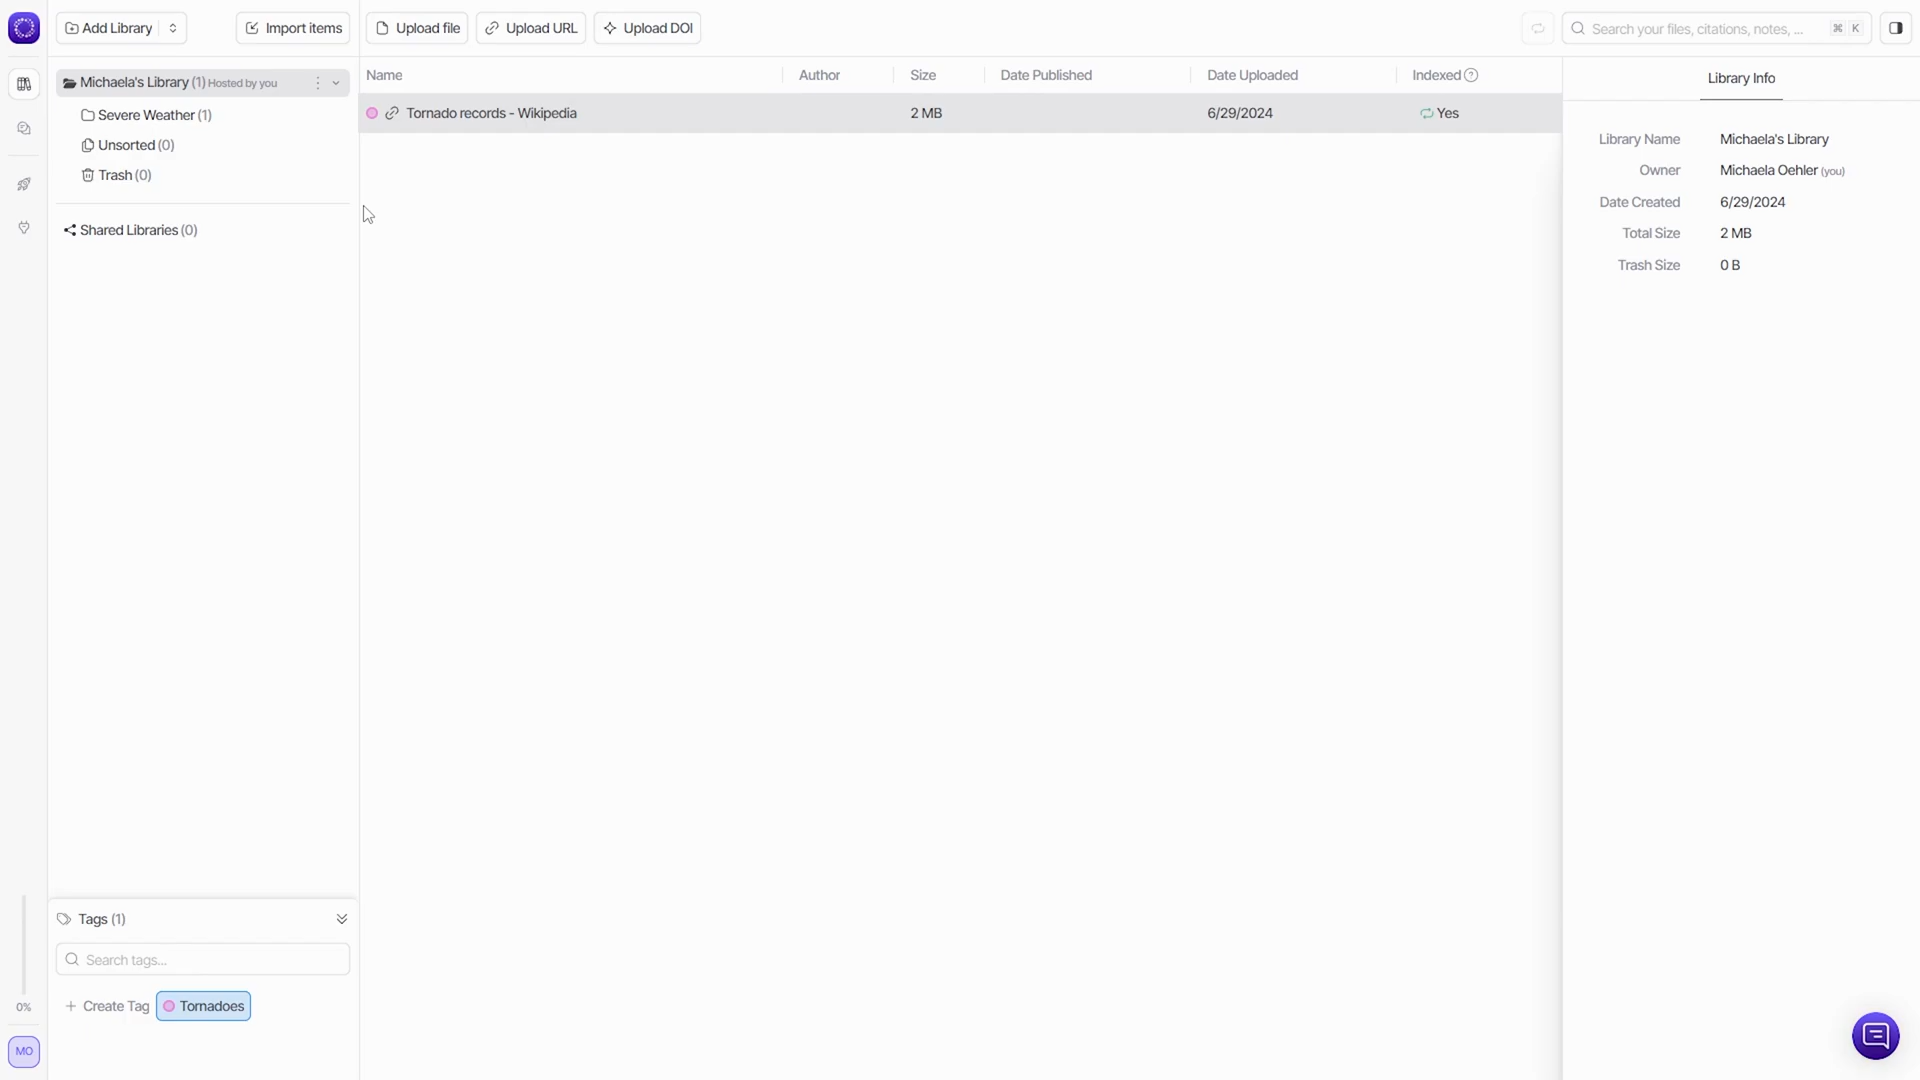 Add Library
Import items
Upload file
Upload URL
Upload DOI
Search your files, citations, notes, ...
⌘ K
Michaela's Library (1) Hosted by you
Severe Weather (1)
Unsorted (0)
Trash (0)
Shared Libraries (0)
Name Author Size Date Published Date Uploaded Indexed ?
Tornado records - Wikipedia 2 MB 6/29/2024 Yes
Library Info
Library Name Michaela's Library
Owner Michaela Oehler (you)
Date Created 6/29/2024
Total Size 2 MB
Trash Size 0 B
Tags (1)
Search tags...
+ Create Tag Tornadoes
0%
MO